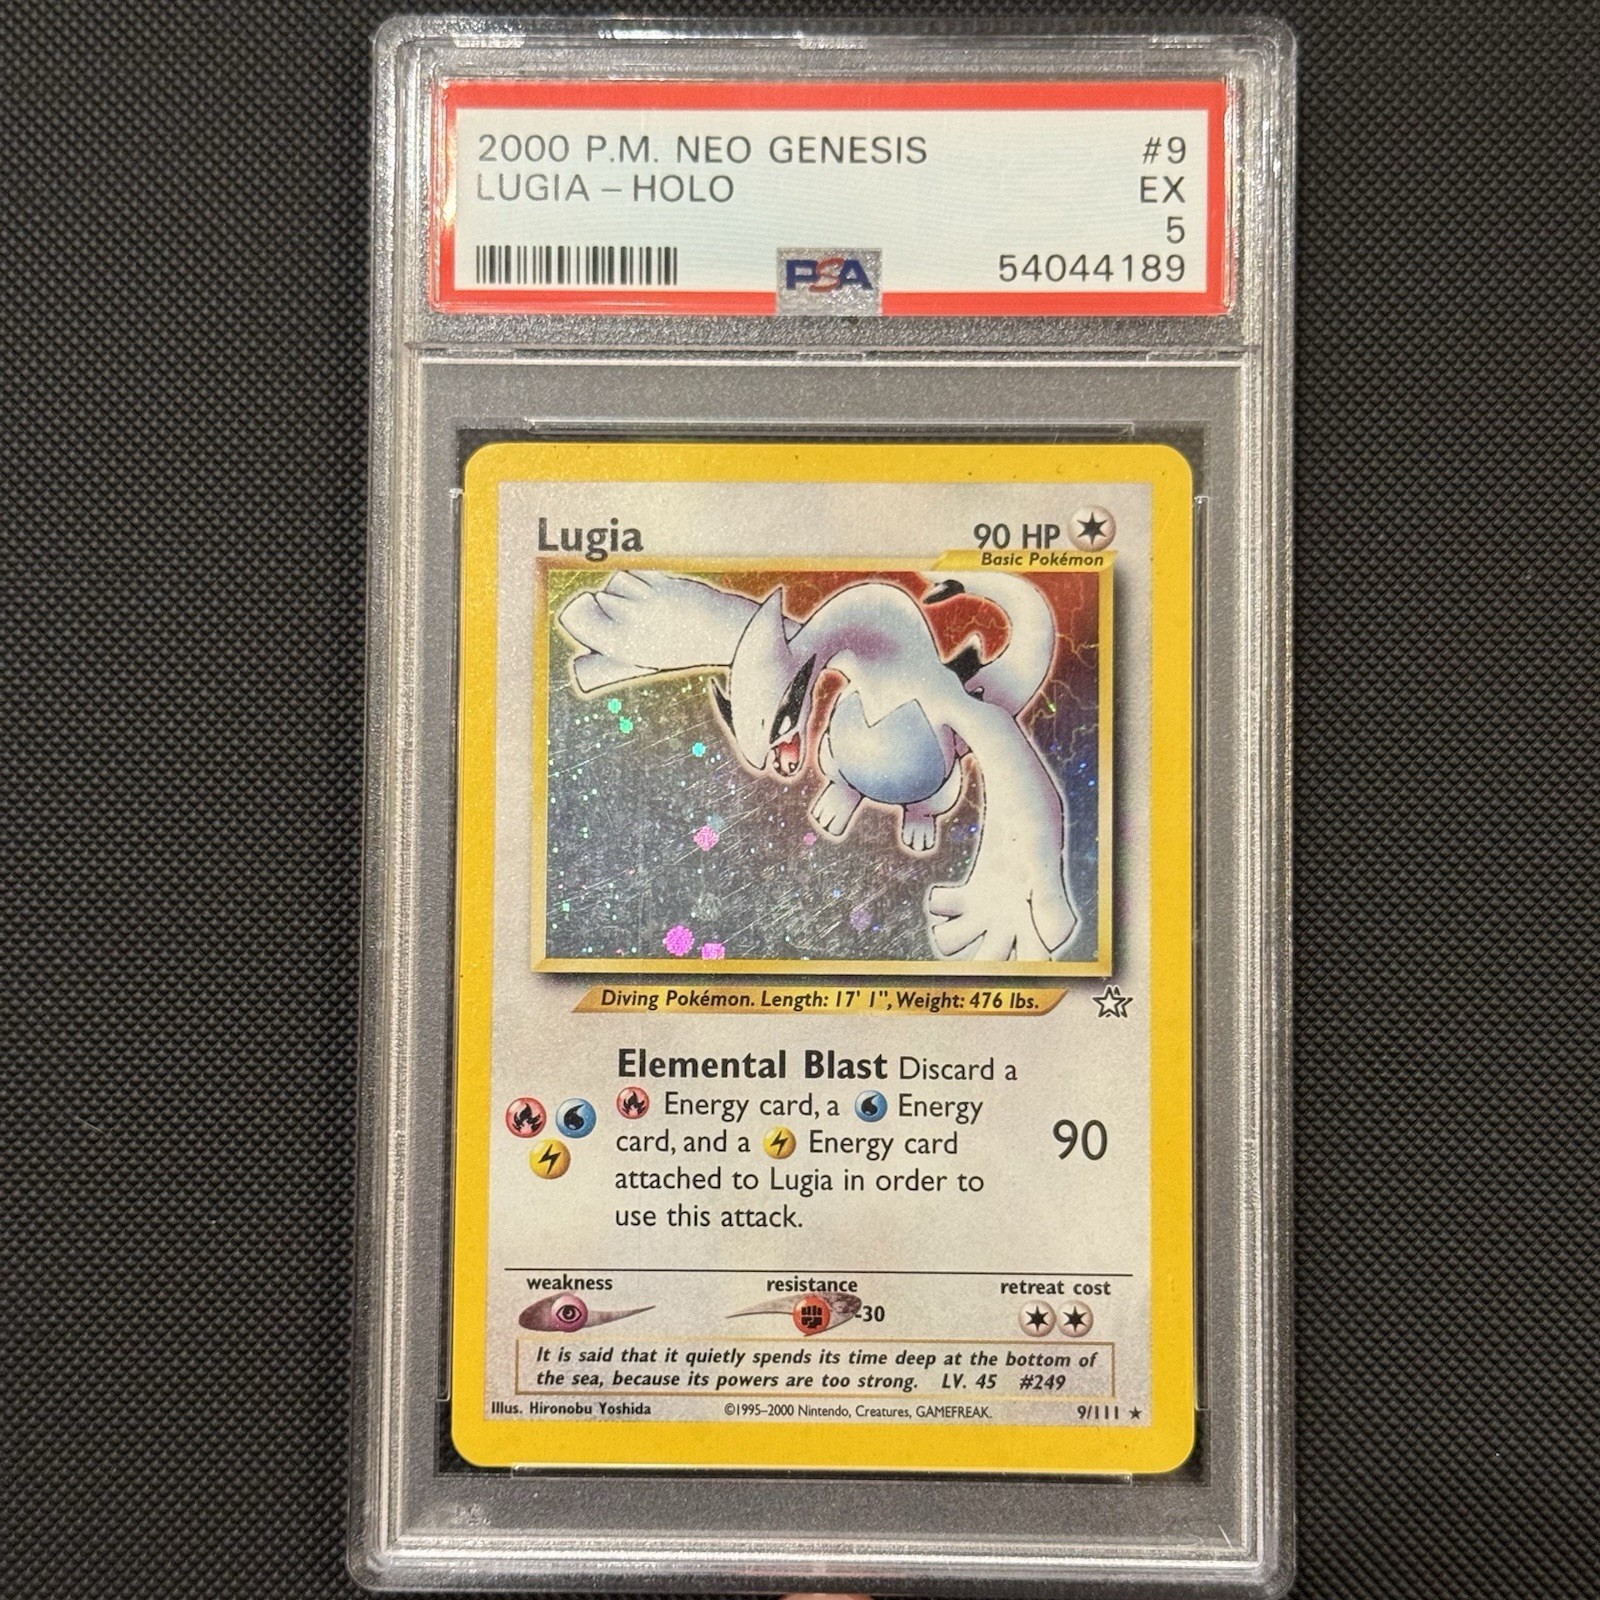 2000 P.M. NEO GENESIS #9
LUGIA – HOLO EX
5
PSA 54044189
Lugia 90 HP
Basic Pokémon
Diving Pokémon. Length: 17' 1", Weight: 476 lbs.
Elemental Blast Discard a
Energy card, a Energy
card, and a Energy card 90
attached to Lugia in order to
use this attack.
weakness resistance retreat cost
-30
It is said that it quietly spends its time deep at the bottom of
the sea, because its powers are too strong. LV. 45 #249
Illus. Hironobu Yoshida ©1995–2000 Nintendo, Creatures, GAMEFREAK. 9/111 ★